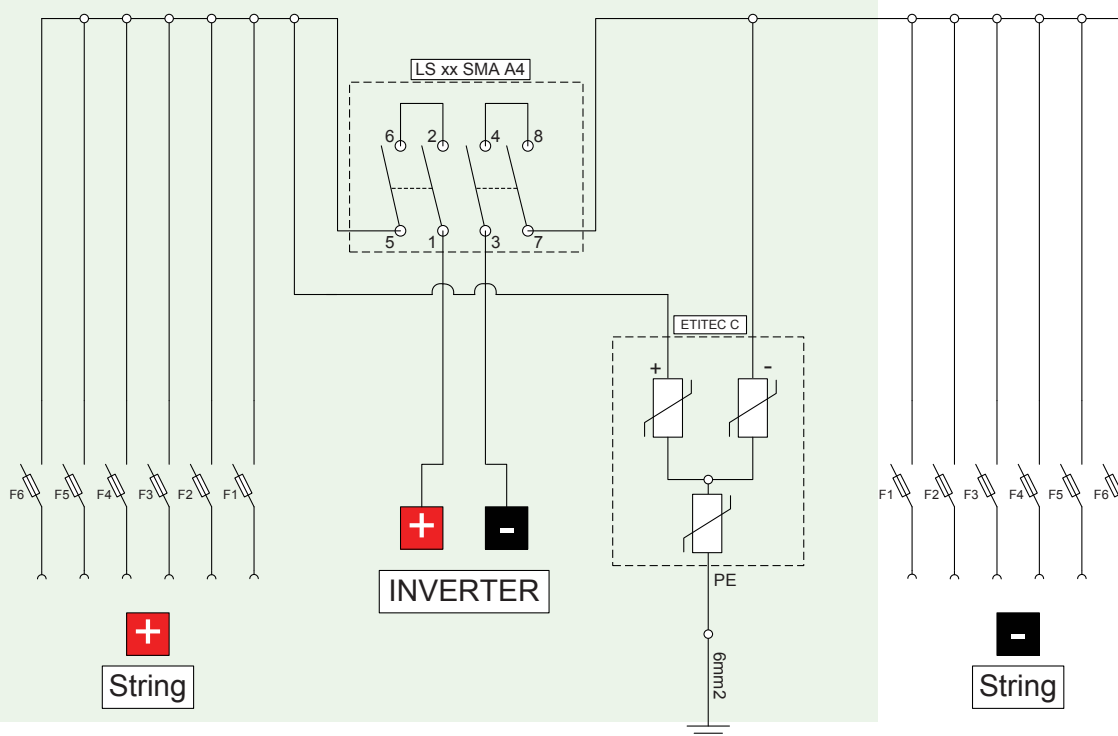 LS xx SMA A4
6 2 4 8
5 1 3 7
ETITEC C
+ -
F6 F5 F4 F3 F2 F1
F1 F2 F3 F4 F5 F6
+ -
INVERTER
PE
+
String
6mm2
-
String